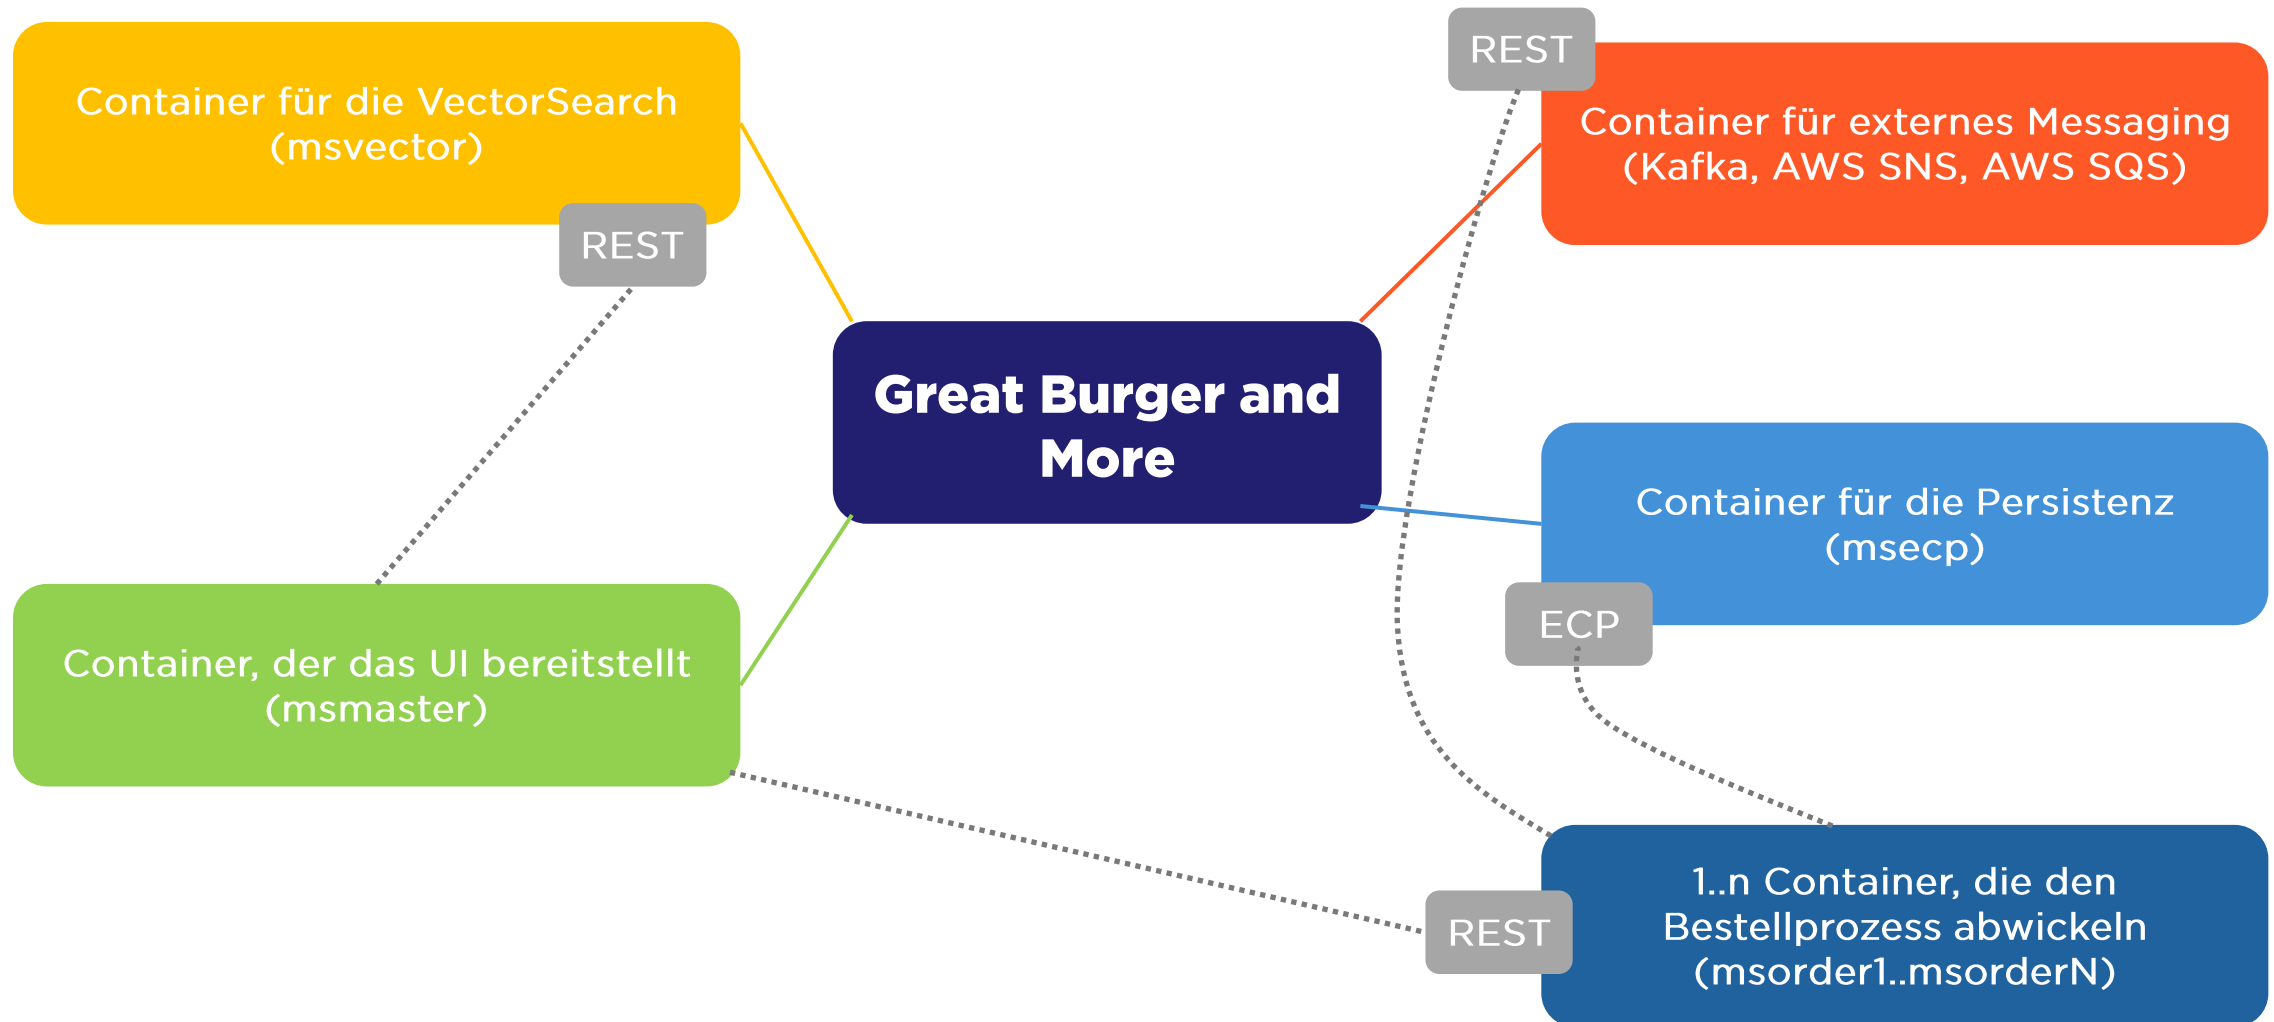 Container für die VectorSearch
(msvector)
REST
REST
Container für externes Messaging
(Kafka, AWS SNS, AWS SQS)
Great Burger and
More
Container für die Persistenz
(msecp)
ECP
Container, der das UI bereitstellt
(msmaster)
REST
1..n Container, die den
Bestellprozess abwickeln
(msorder1..msorderN)